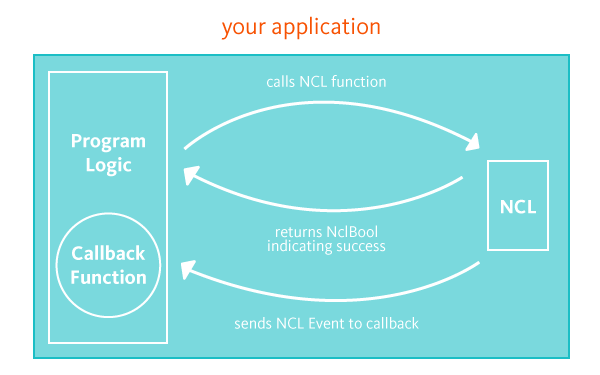 your application
calls NCL function
Program
Logic
NCL
returns NclBool
indicating success
Callback
Function
sends NCL Event to callback